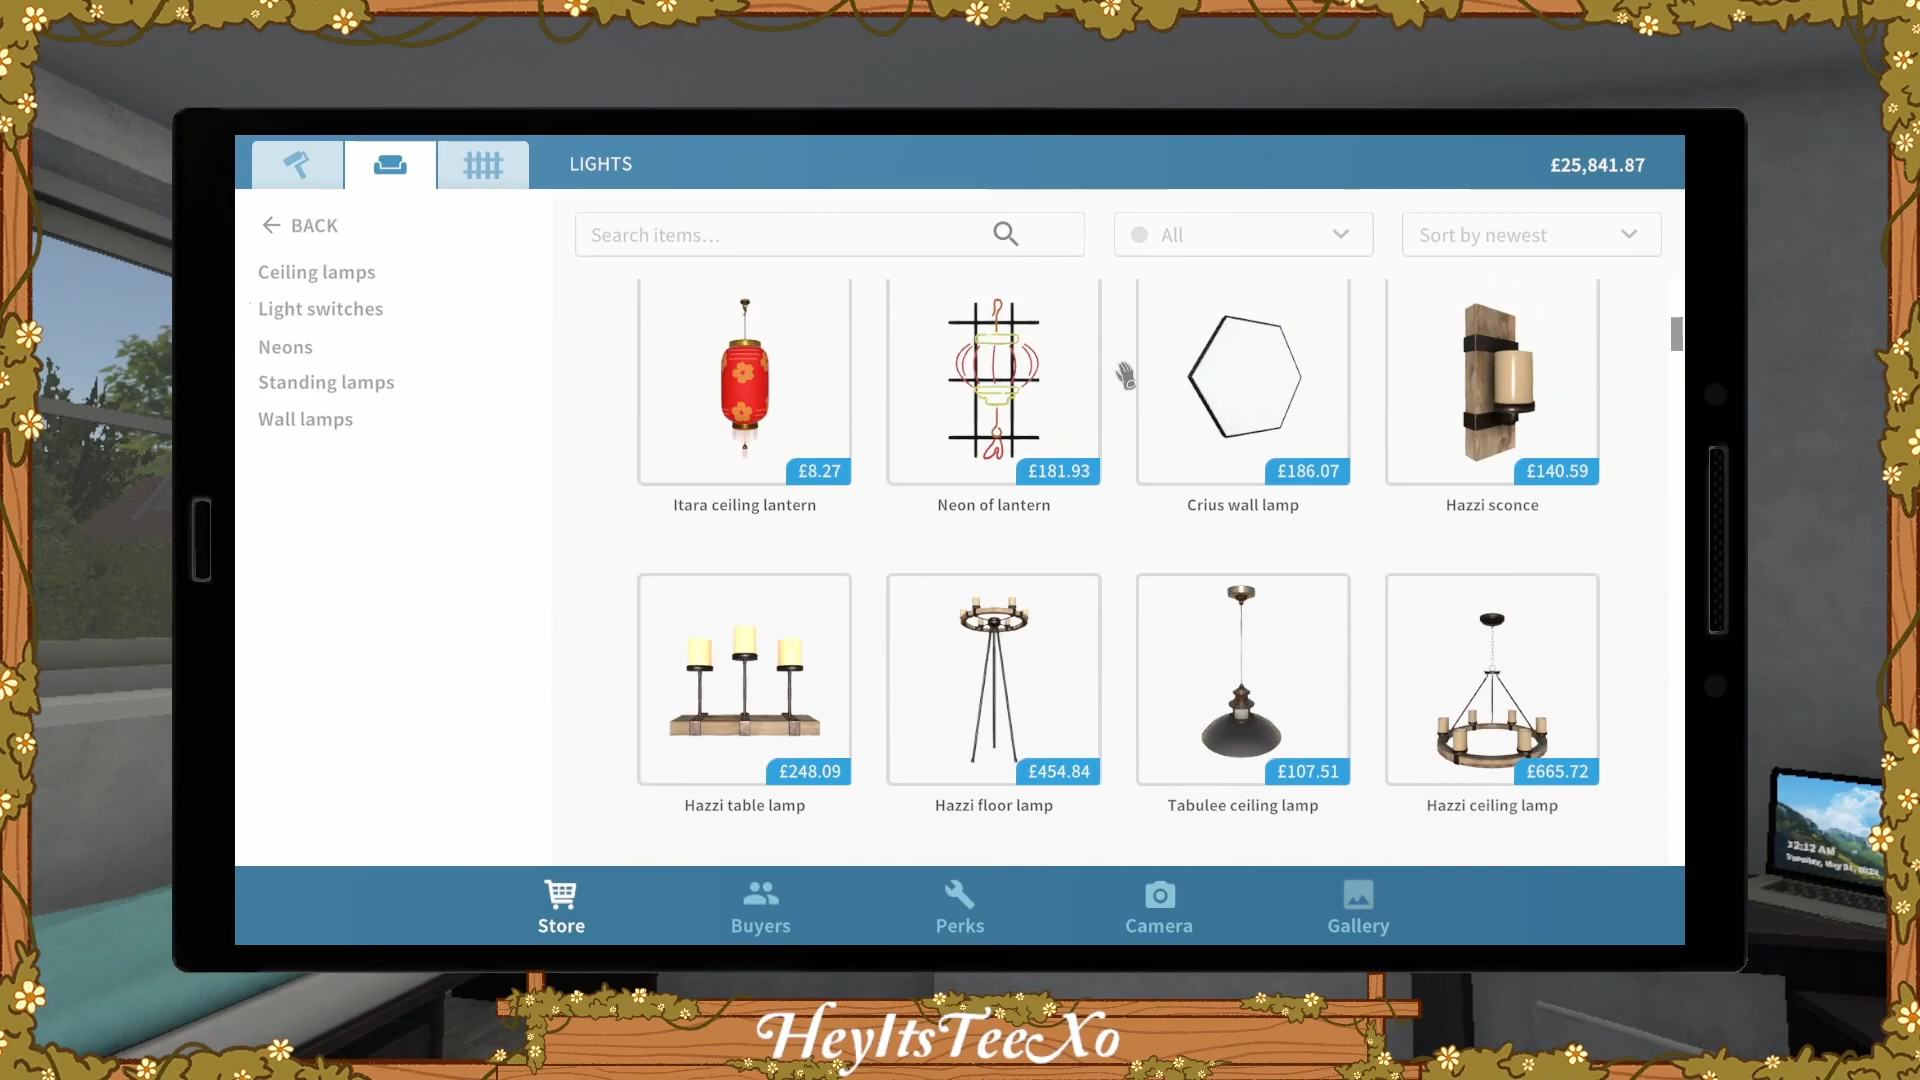 LIGHTS
£25,841.87
BACK
Search items...
All
Sort by newest
Ceiling lamps
Light switches
Neons
Standing lamps
Wall lamps
£8.27
£181.93
£186.07
£140.59
Itara ceiling lantern
Neon of lantern
Crius wall lamp
Hazzi sconce
£248.09
£454.84
£107.51
£665.72
Hazzi table lamp
Hazzi floor lamp
Tabulee ceiling lamp
Hazzi ceiling lamp
12:12 AM
Store
Buyers
Perks
Camera
Gallery
HeyItsTeeXo